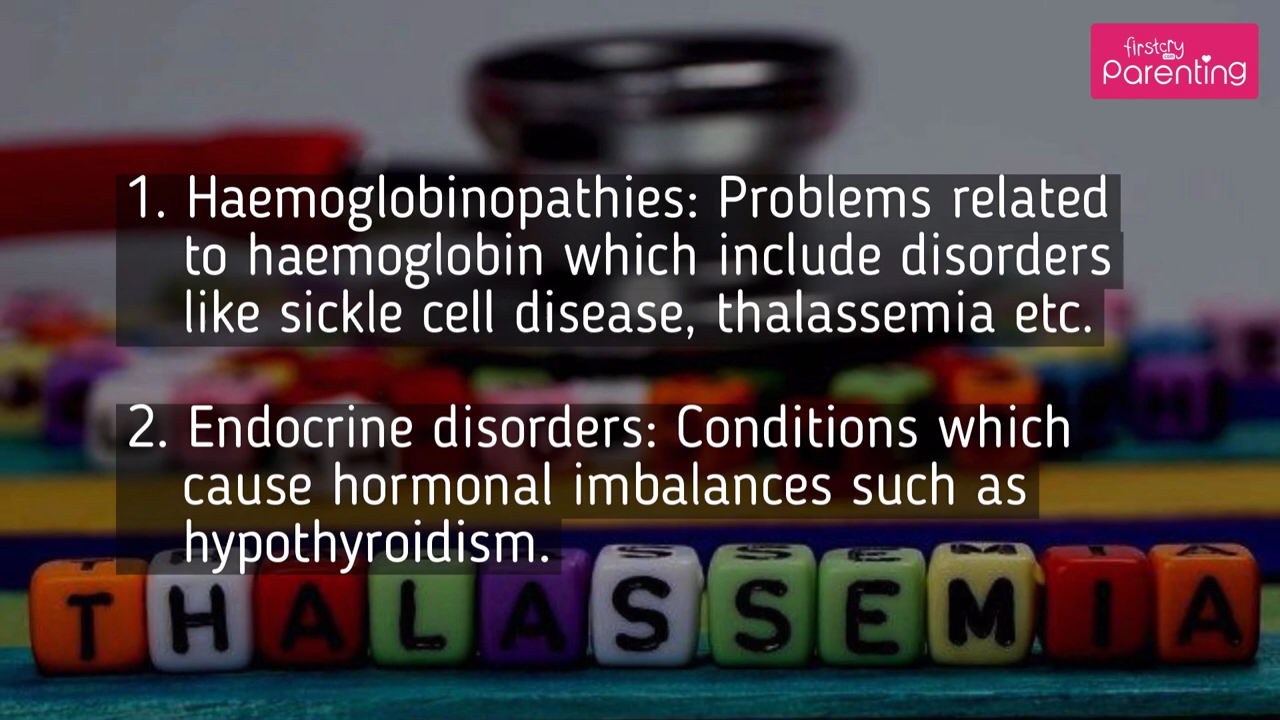 firstcry
.com
Parenting
1. Haemoglobinopathies: Problems related
to haemoglobin which include disorders
like sickle cell disease, thalassemia etc.
2. Endocrine disorders: Conditions which
cause hormonal imbalances such as
hypothyroidism.
THALASSEMIA